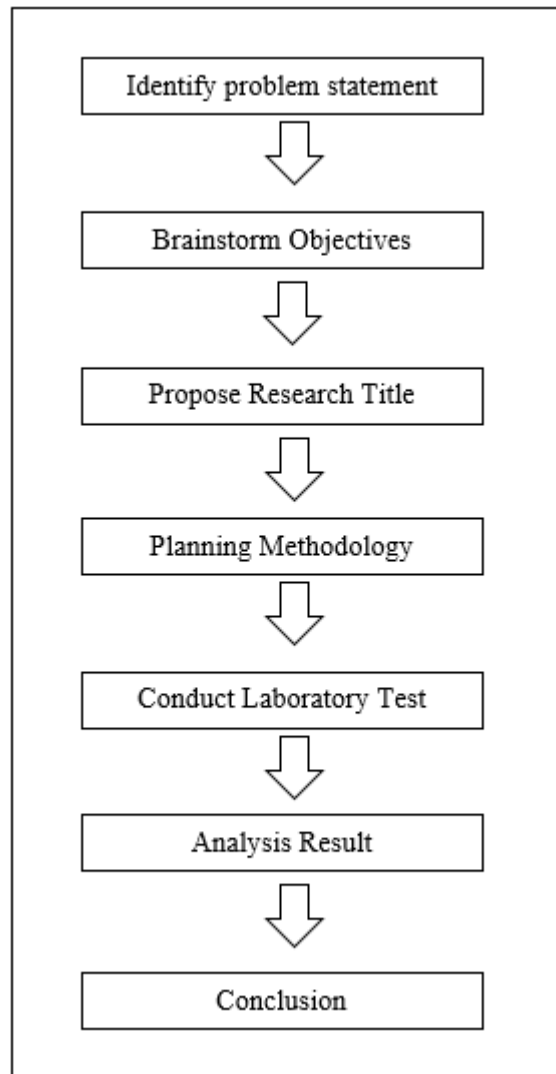 Identify problem statement
Brainstorm Objectives
Propose Research Title
Planning Methodology
Conduct Laboratory Test
Analysis Result
Conclusion